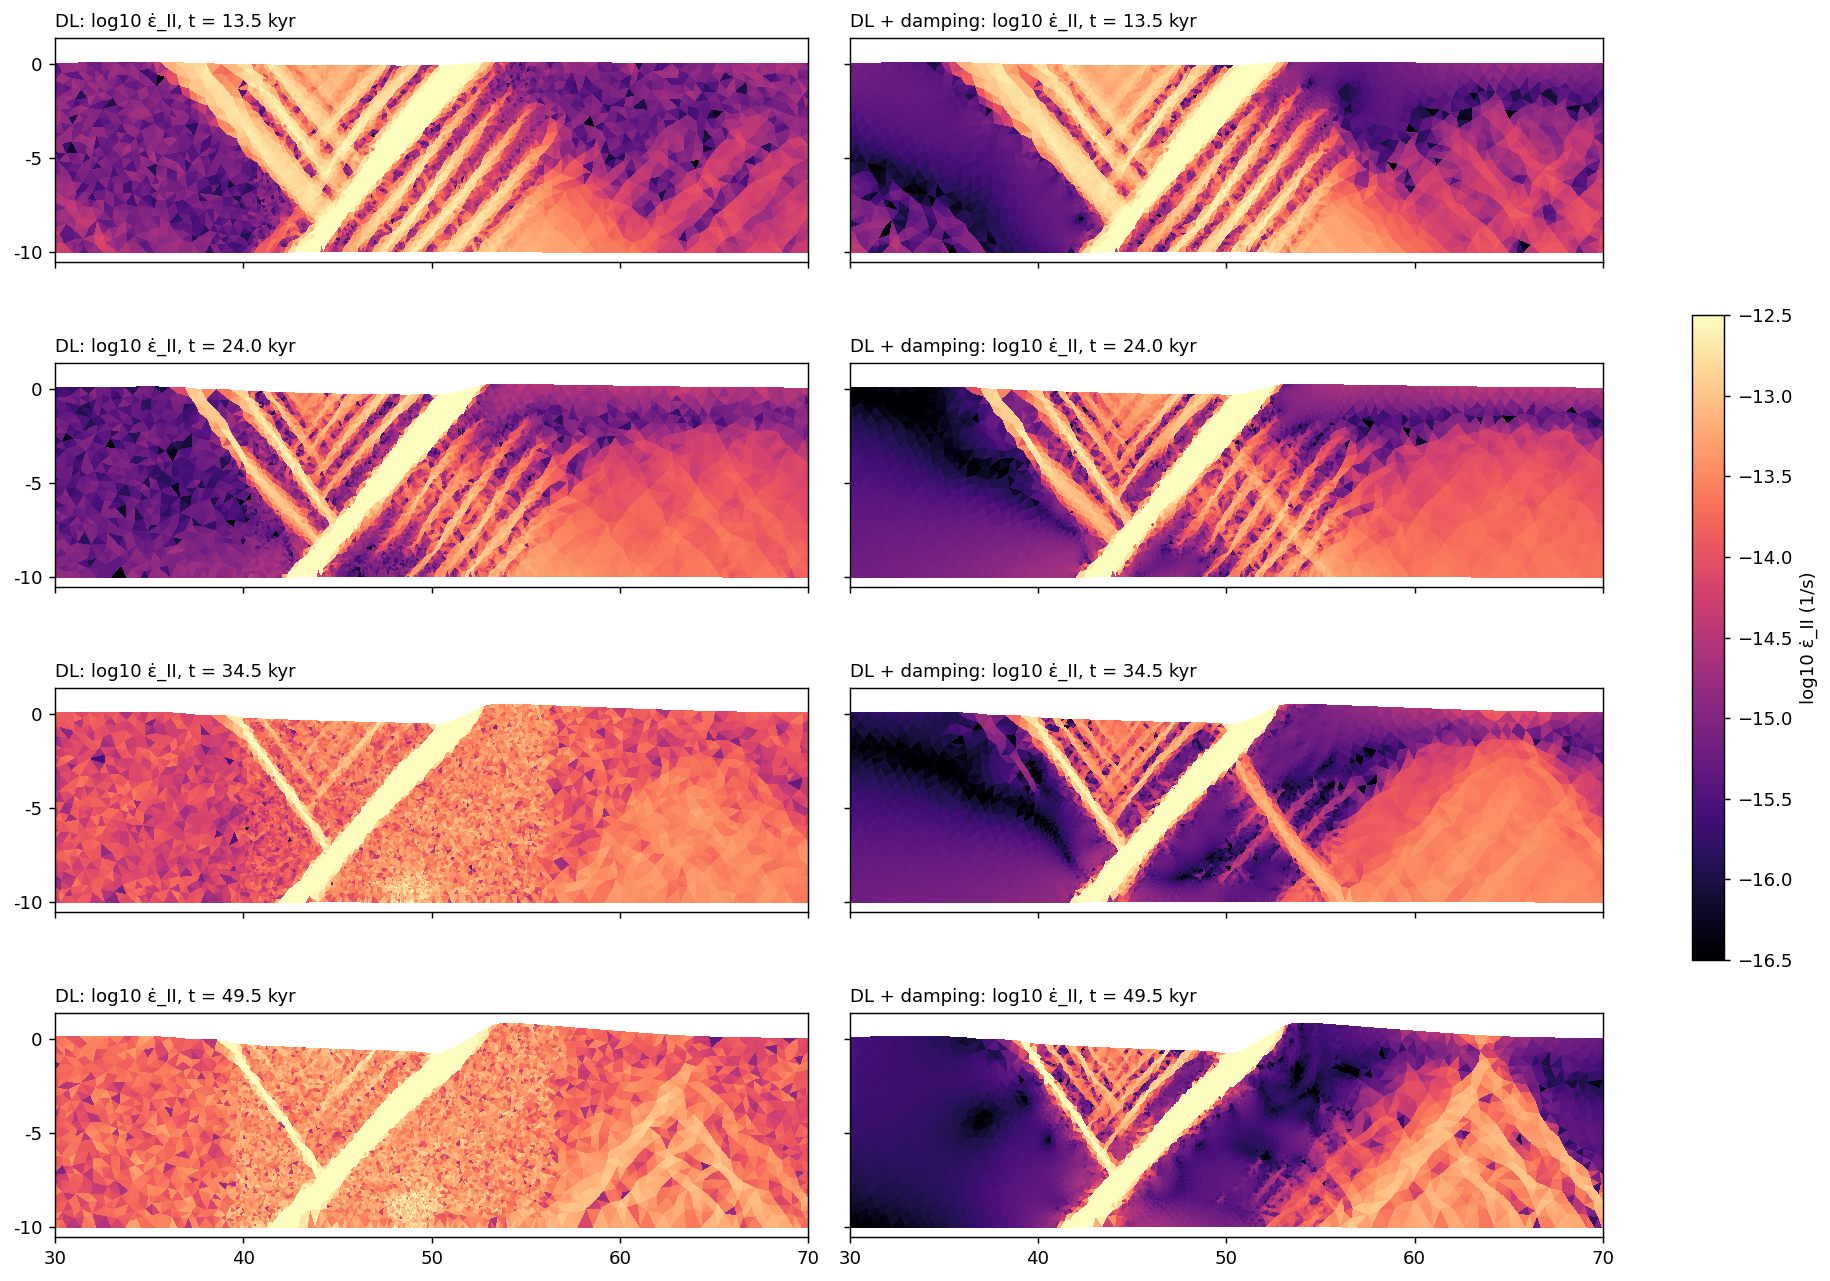 DL: log10 ε̇_II, t = 13.5 kyr
DL + damping: log10 ε̇_II, t = 13.5 kyr
0
-5
-10
DL: log10 ε̇_II, t = 24.0 kyr
DL + damping: log10 ε̇_II, t = 24.0 kyr
0
-5
-10
DL: log10 ε̇_II, t = 34.5 kyr
DL + damping: log10 ε̇_II, t = 34.5 kyr
0
-5
-10
DL: log10 ε̇_II, t = 49.5 kyr
DL + damping: log10 ε̇_II, t = 49.5 kyr
0
-5
-10
30 40 50 60 70
30 40 50 60 70
−12.5
−13.0
−13.5
−14.0
−14.5
−15.0
−15.5
−16.0
−16.5
log10 ε̇_II (1/s)